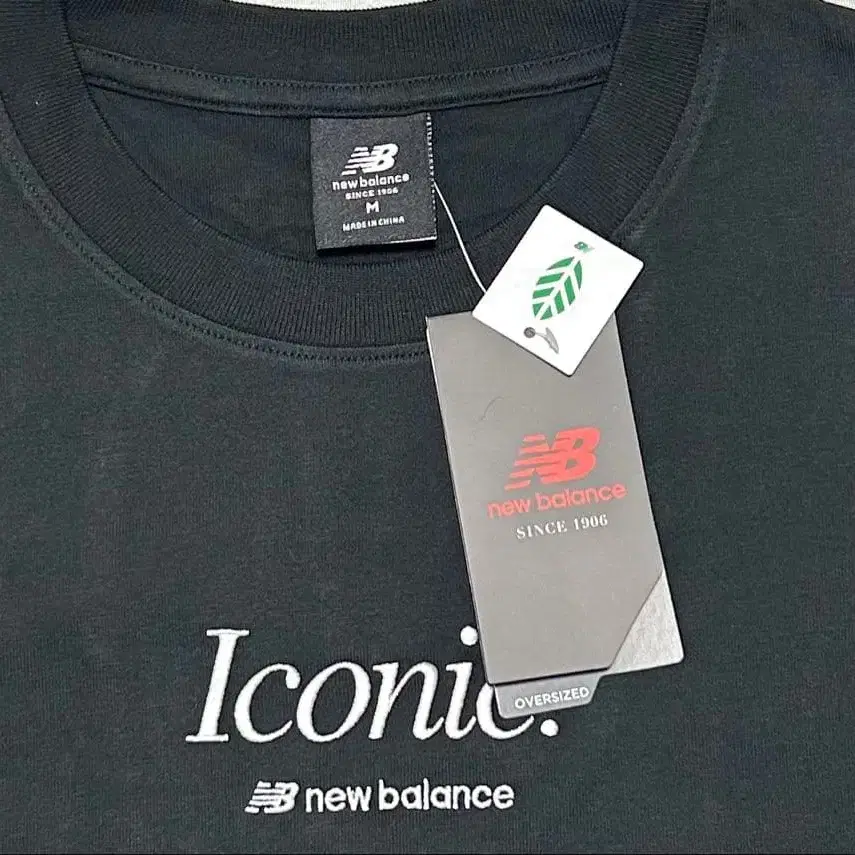 NB
new balance
SINCE 1906
M
MADE IN CHINA
NB
new balance
SINCE 1906
OVERSIZED
Iconic.
NB new balance